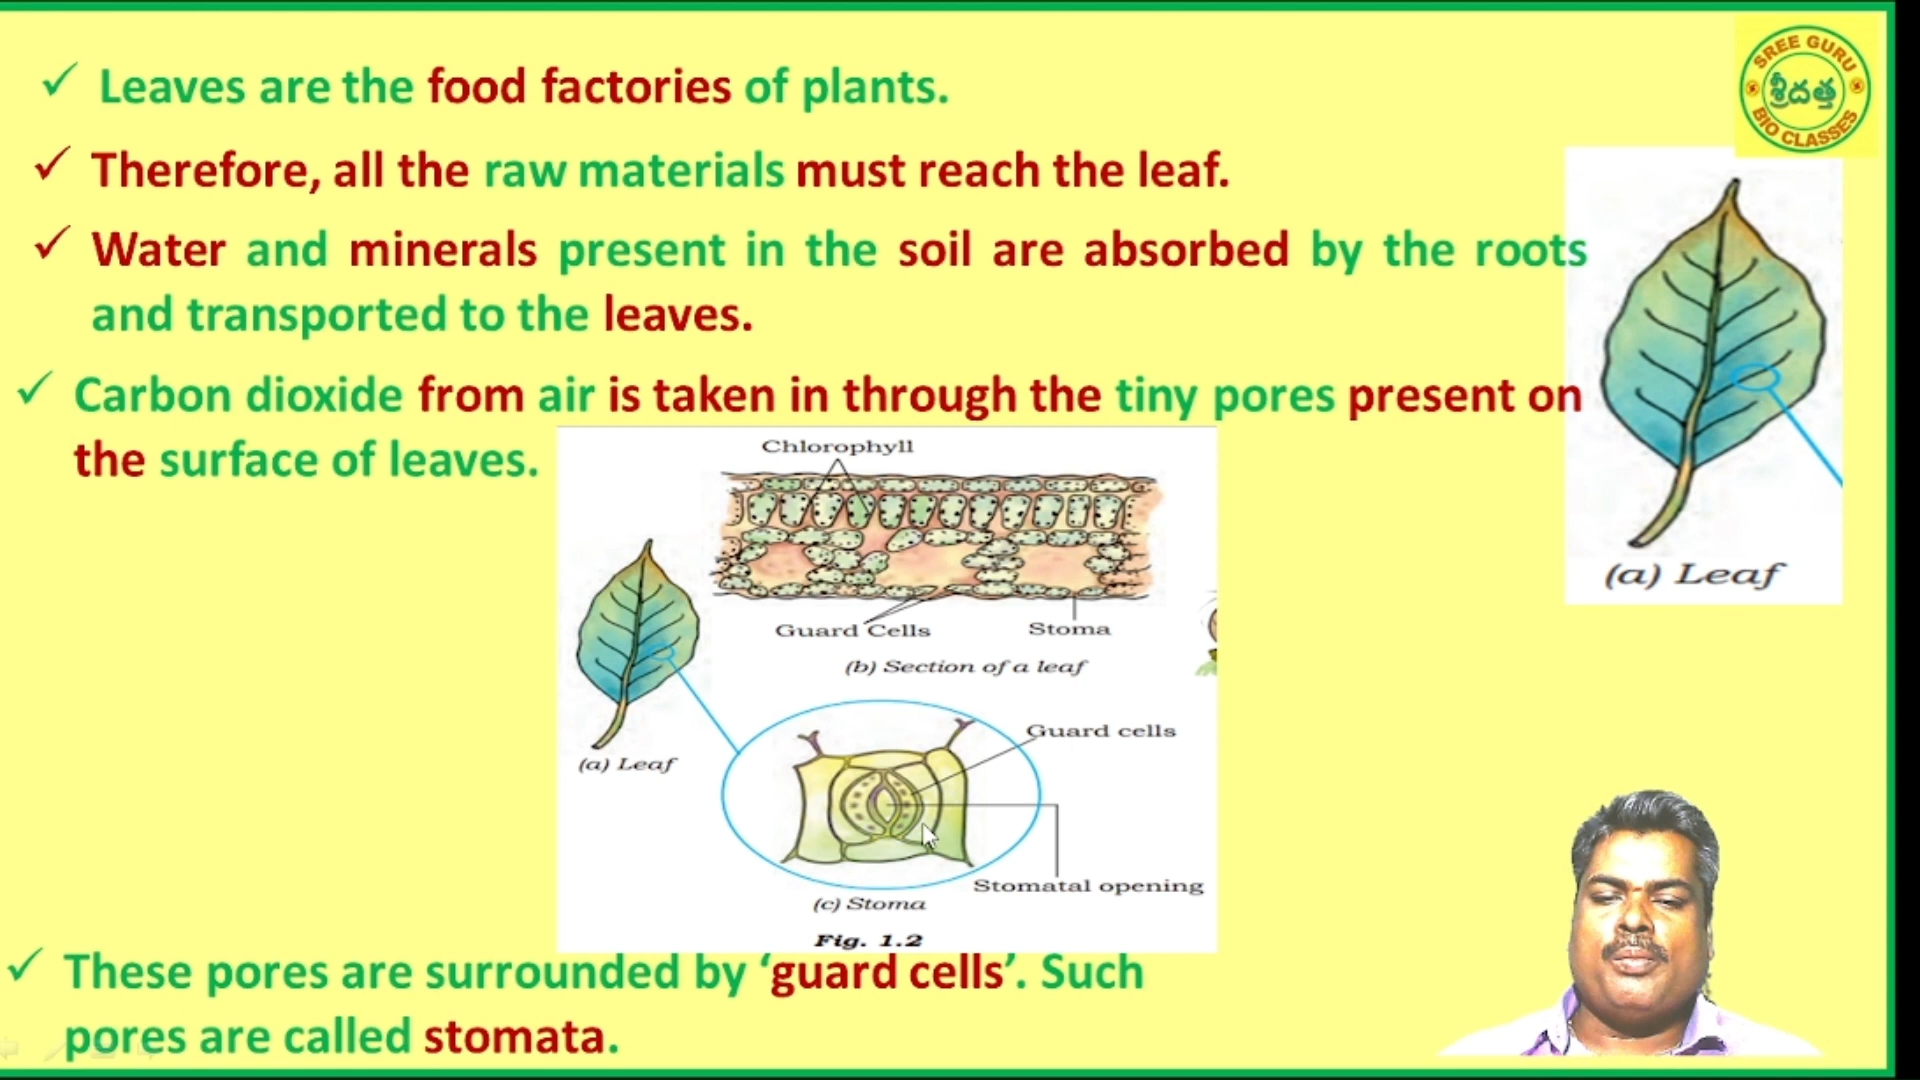 Leaves are the food factories of plants.
SREE GURU
శ్రీదత్త
BIO CLASSES
Therefore, all the raw materials must reach the leaf.
Water and minerals present in the soil are absorbed by the roots
and transported to the leaves.
Carbon dioxide from air is taken in through the tiny pores present on
the surface of leaves.
(a) Leaf
Chlorophyll
Guard Cells
Stoma
(b) Section of a leaf
Guard cells
(a) Leaf
Stomatal opening
(c) Stoma
Fig. 1.2
These pores are surrounded by ‘guard cells’. Such
pores are called stomata.